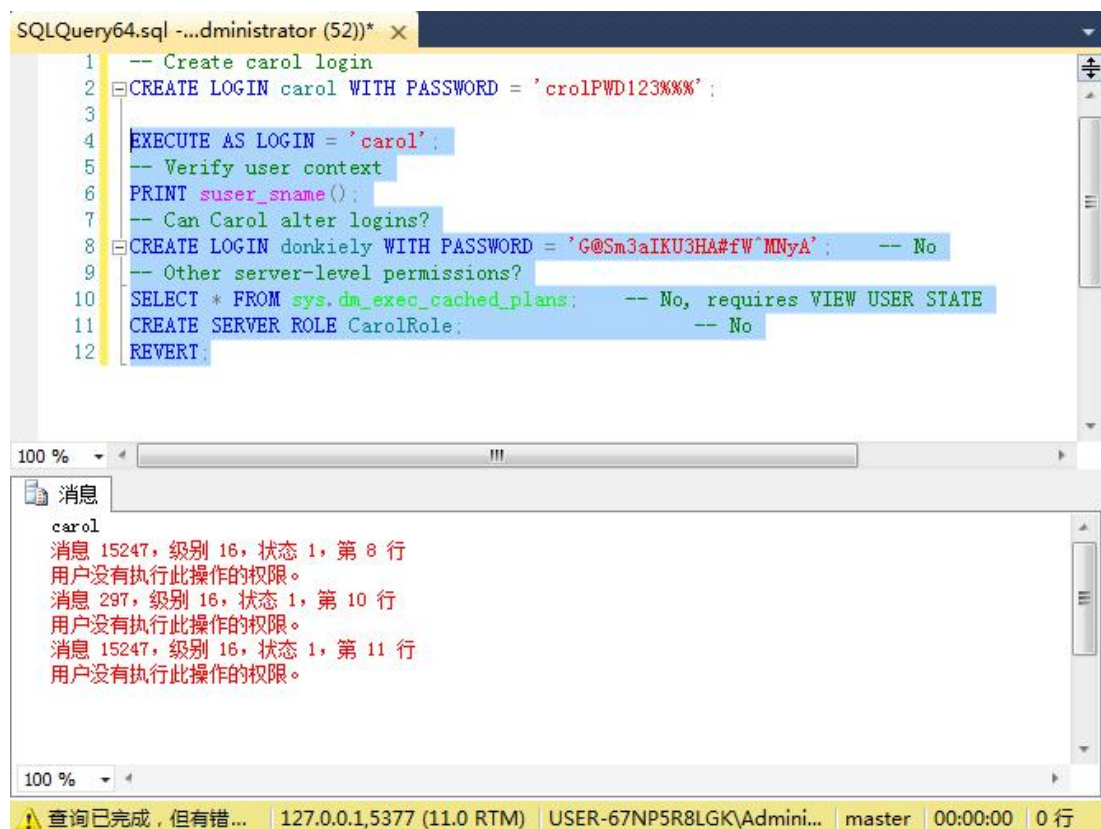 SQLQuery64.sql -...dministrator (52))*
1 -- Create carol login
2 CREATE LOGIN carol WITH PASSWORD = 'crolPWD123%%%';
3
4 EXECUTE AS LOGIN = 'carol';
5 -- Verify user context
6 PRINT suser_sname();
7 -- Can Carol alter logins?
8 CREATE LOGIN donkiely WITH PASSWORD = 'G@Sm3aIKU3HA#fW^MNyA'; -- No
9 -- Other server-level permissions?
10 SELECT * FROM sys.dm_exec_cached_plans; -- No, requires VIEW USER STATE
11 CREATE SERVER ROLE CarolRole; -- No
12 REVERT;
100 %
消息
carol
消息 15247，级别 16，状态 1，第 8 行
用户没有执行此操作的权限。
消息 297，级别 16，状态 1，第 10 行
用户没有执行此操作的权限。
消息 15247，级别 16，状态 1，第 11 行
用户没有执行此操作的权限。
100 %
查询已完成，但有错... 127.0.0.1,5377 (11.0 RTM) USER-67NP5R8LGK\Admini... master 00:00:00 0 行